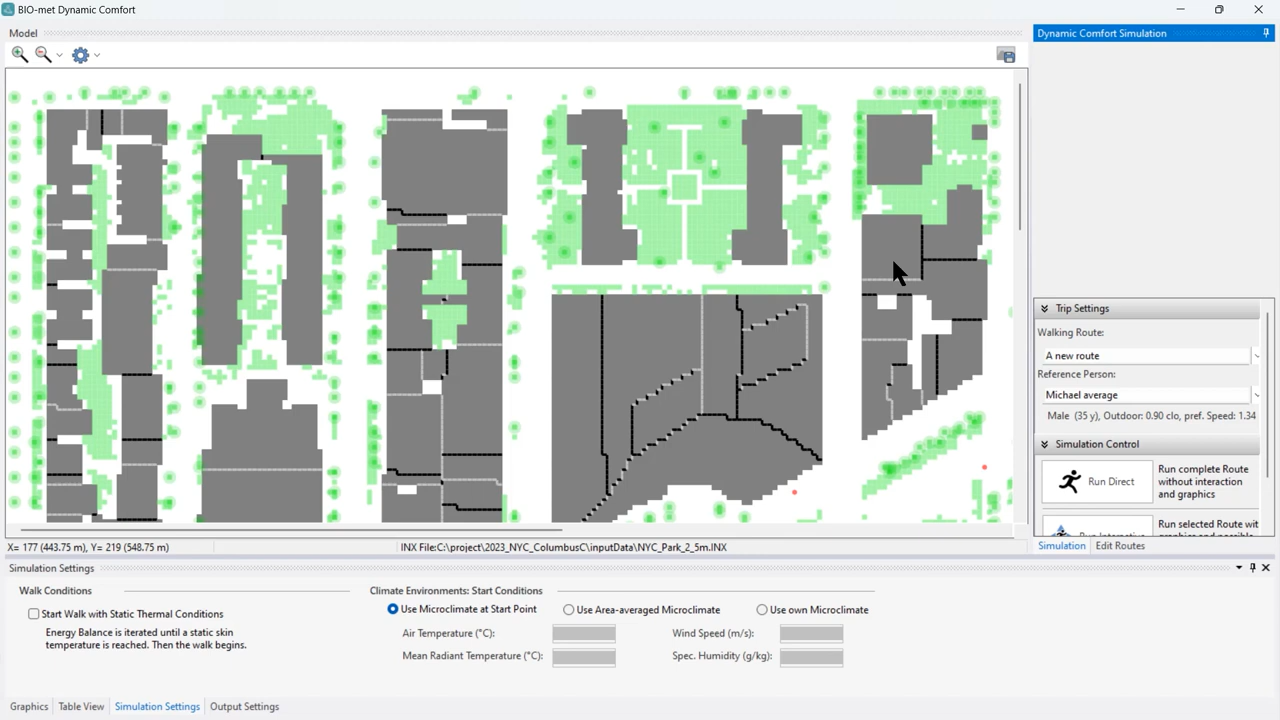 BIO-met Dynamic Comfort
Model
Dynamic Comfort Simulation
Trip Settings
Walking Route:
A new route
Reference Person:
Michael average
Male (35 y), Outdoor: 0.90 clo, pref. Speed: 1.34
Simulation Control
Run Direct
Run complete Route
without interaction
and graphics
Run selected Route wit
Simulation
Edit Routes
X= 177 (443.75 m), Y= 219 (548.75 m)
INX File:C:\project\2023_NYC_ColumbusC\inputData\NYC_Park_2_5m.INX
Simulation Settings
Walk Conditions
Start Walk with Static Thermal Conditions
Energy Balance is iterated until a static skin
temperature is reached. Then the walk begins.
Climate Environments: Start Conditions
Use Microclimate at Start Point
Use Area-averaged Microclimate
Use own Microclimate
Air Temperature (°C):
Wind Speed (m/s):
Mean Radiant Temperature (°C):
Spec. Humidity (g/kg):
Graphics
Table View
Simulation Settings
Output Settings